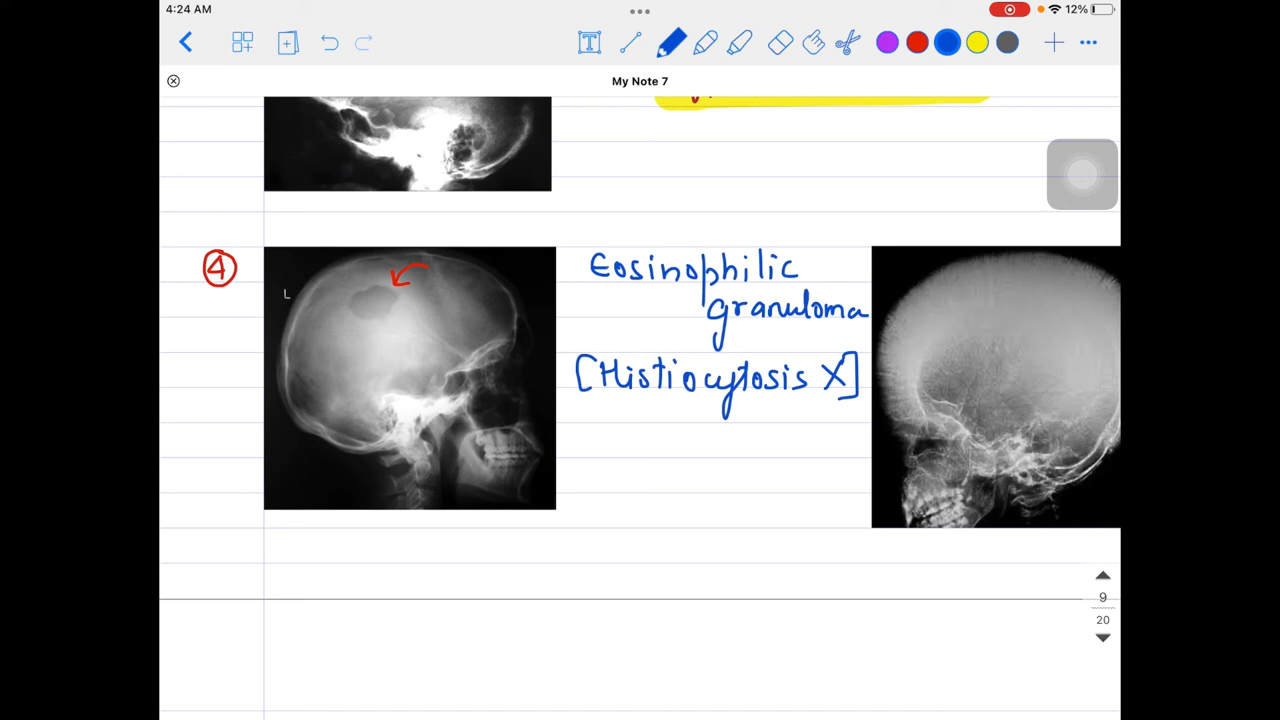 4:24 AM
12%
T
My Note 7
4
L
Eosinophilic
granuloma
[Histiocytosis X]
9
20